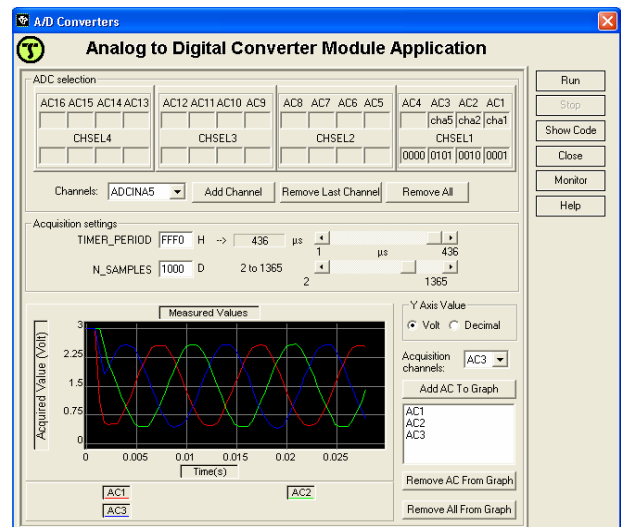 A/D Converters
Analog to Digital Converter Module Application
ADC selection
AC16 AC15 AC14 AC13 AC12 AC11 AC10 AC9 AC8 AC7 AC6 AC5 AC4 AC3 AC2 AC1
cha5 cha2 cha1
CHSEL4 CHSEL3 CHSEL2 CHSEL1
0000 0101 0010 0001
Channels: ADCINA5 Add Channel Remove Last Channel Remove All
Run
Stop
Show Code
Close
Monitor
Help
Acquisition settings
TIMER_PERIOD FFF0 H --> 436 µs
1 µs 436
N_SAMPLES 1000 D 2 to 1365
2 1365
Measured Values
Acquired Value (Volt)
3
2.25
1.5
0.75
0
0 0.005 0.01 0.015 0.02 0.025
Time(s)
AC1 AC2
AC3
Y Axis Value
Volt Decimal
Acquisition channels: AC3
Add AC To Graph
AC1
AC2
AC3
Remove AC From Graph
Remove All From Graph